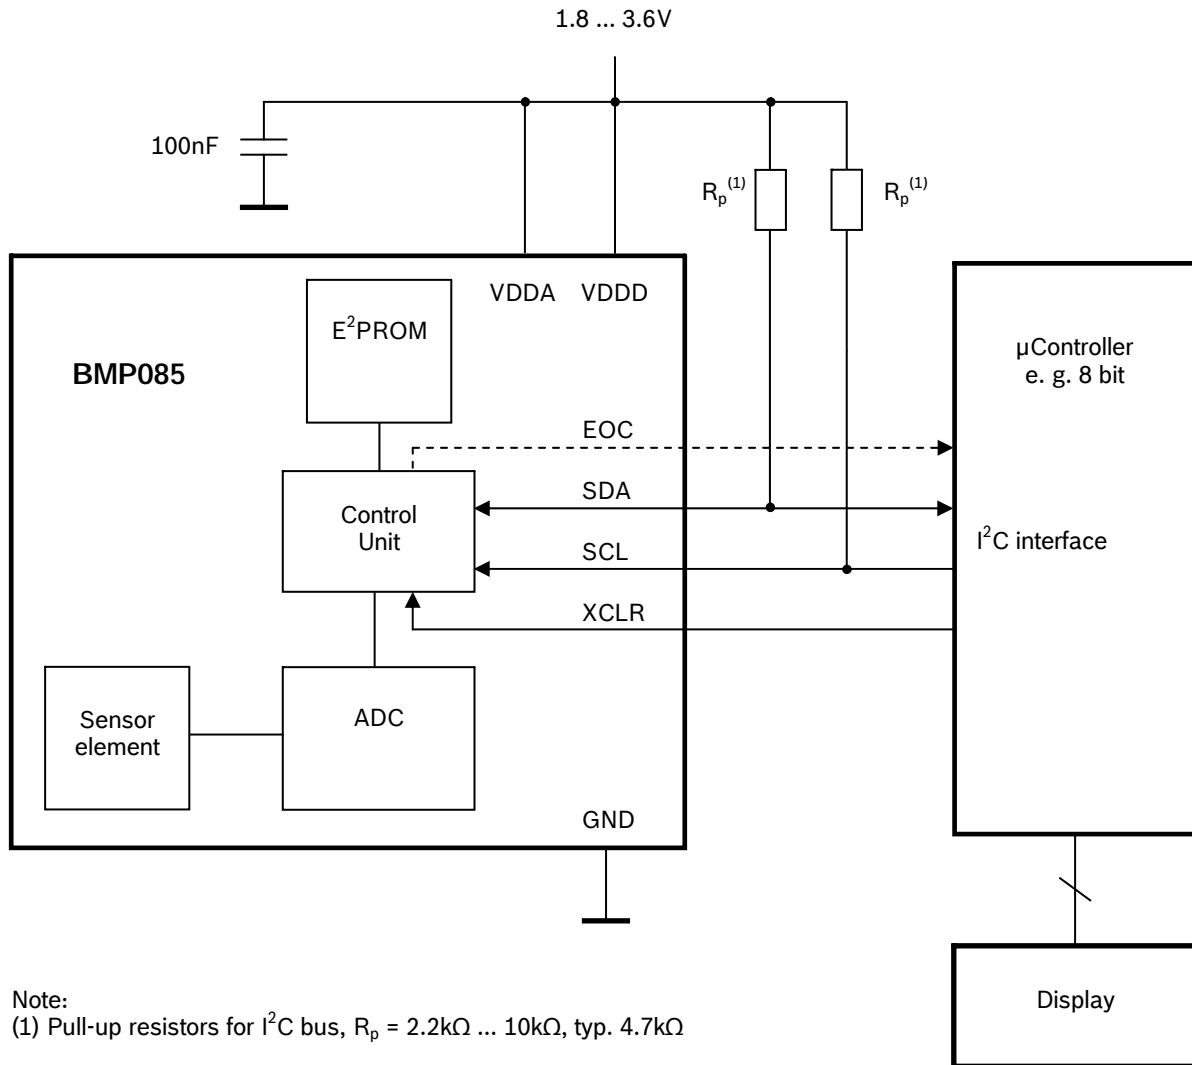 1.8 ... 3.6V
100nF
Rp(1)
Rp(1)
VDDA
VDDD
E²PROM
BMP085
µController
e. g. 8 bit
EOC
SDA
Control
Unit
SCL
I²C interface
XCLR
Sensor
element
ADC
GND
Display
Note:
(1) Pull-up resistors for I²C bus, Rp = 2.2kΩ ... 10kΩ, typ. 4.7kΩ